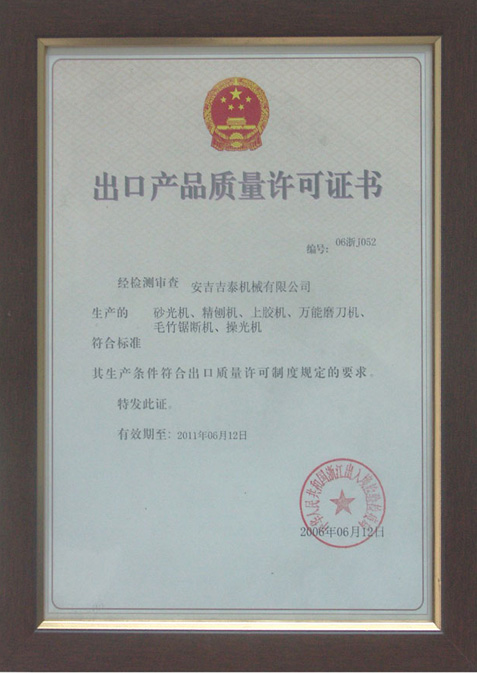 出口产品质量许可证书
编号: 06浙j052
经检测审查 安吉吉泰机械有限公司
生产的 砂光机、精刨机、上胶机、万能磨刀机、
毛竹锯断机、操光机
符合标准
其生产条件符合出口质量许可制度规定的要求。
特发此证。
有效期至: 2011年06月12日
2006年06月12日